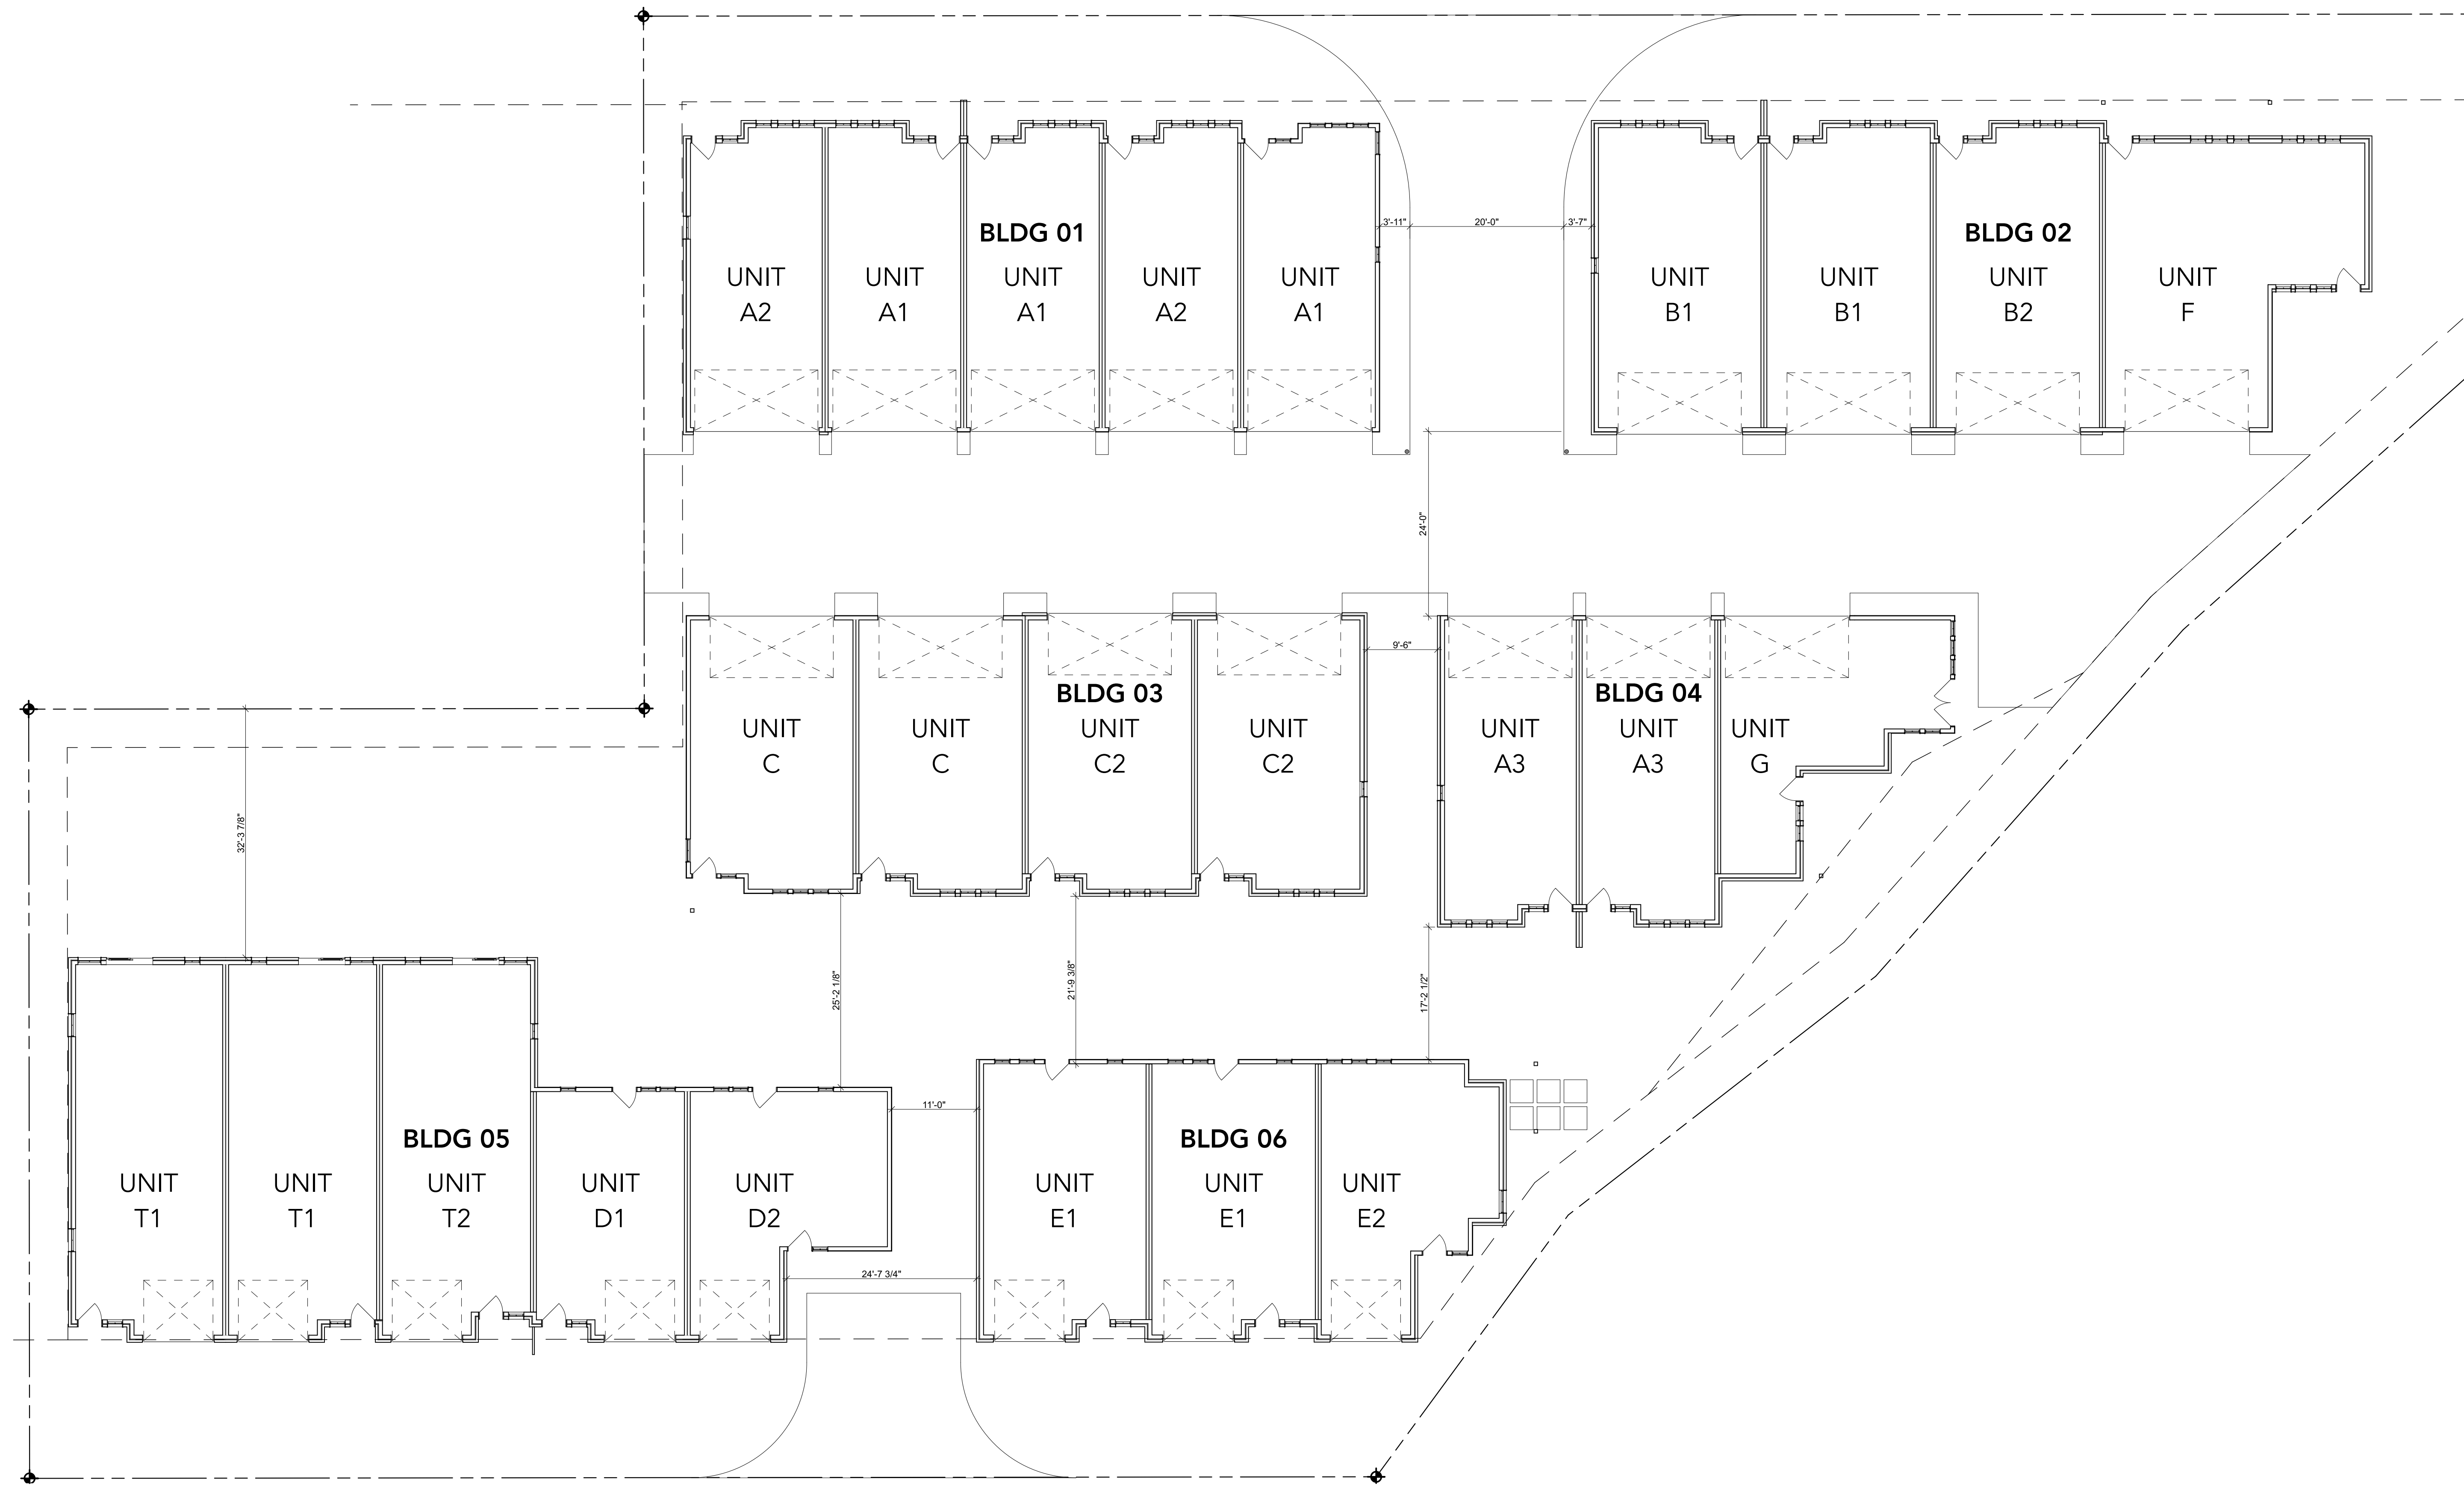 3'-11"
20'-0"
3'-7"
BLDG 01
BLDG 02
UNIT
A2
UNIT
A1
UNIT
A1
UNIT
A2
UNIT
A1
UNIT
B1
UNIT
B1
UNIT
B2
UNIT
F
24'-0"
9'-6"
BLDG 03
BLDG 04
UNIT
C
UNIT
C
UNIT
C2
UNIT
C2
UNIT
A3
UNIT
A3
UNIT
G
32'-3 7/8"
25'-2 1/8"
21'-9 3/8"
17'-2 1/2"
11'-0"
BLDG 05
BLDG 06
UNIT
T1
UNIT
T1
UNIT
T2
UNIT
D1
UNIT
D2
UNIT
E1
UNIT
E1
UNIT
E2
24'-7 3/4"